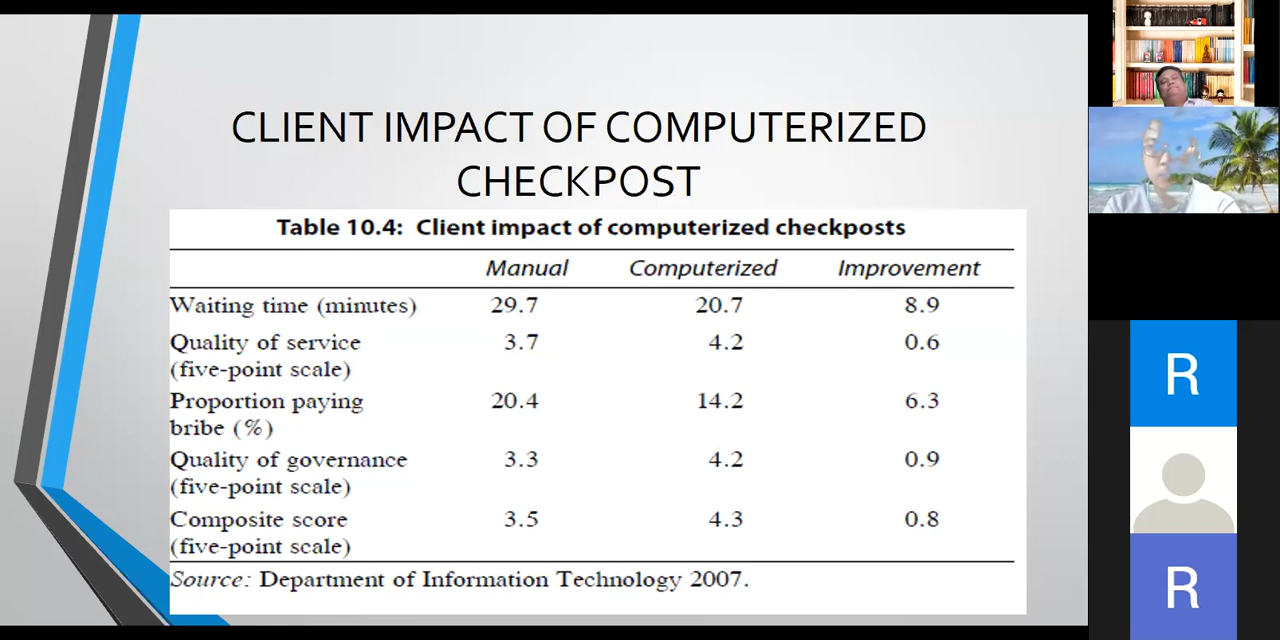 CLIENT IMPACT OF COMPUTERIZED
CHECKPOST
Table 10.4: Client impact of computerized checkposts
Manual Computerized Improvement
Waiting time (minutes) 29.7 20.7 8.9
Quality of service 3.7 4.2 0.6
(five-point scale)
Proportion paying 20.4 14.2 6.3
bribe (%)
Quality of governance 3.3 4.2 0.9
(five-point scale)
Composite score 3.5 4.3 0.8
(five-point scale)
Source: Department of Information Technology 2007.
R
R